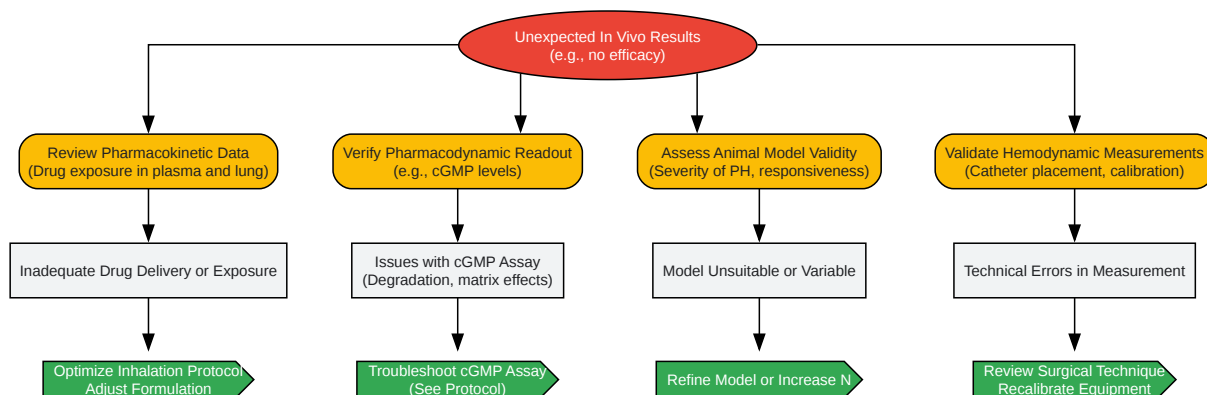 Unexpected In Vivo Results
(e.g., no efficacy)
Review Pharmacokinetic Data
(Drug exposure in plasma and lung)
Verify Pharmacodynamic Readout
(e.g., cGMP levels)
Assess Animal Model Validity
(Severity of PH, responsiveness)
Validate Hemodynamic Measurements
(Catheter placement, calibration)
Inadequate Drug Delivery or Exposure
Issues with cGMP Assay
(Degradation, matrix effects)
Model Unsuitable or Variable
Technical Errors in Measurement
Optimize Inhalation Protocol
Adjust Formulation
Troubleshoot cGMP Assay
(See Protocol)
Refine Model or Increase N
Review Surgical Technique
Recalibrate Equipment